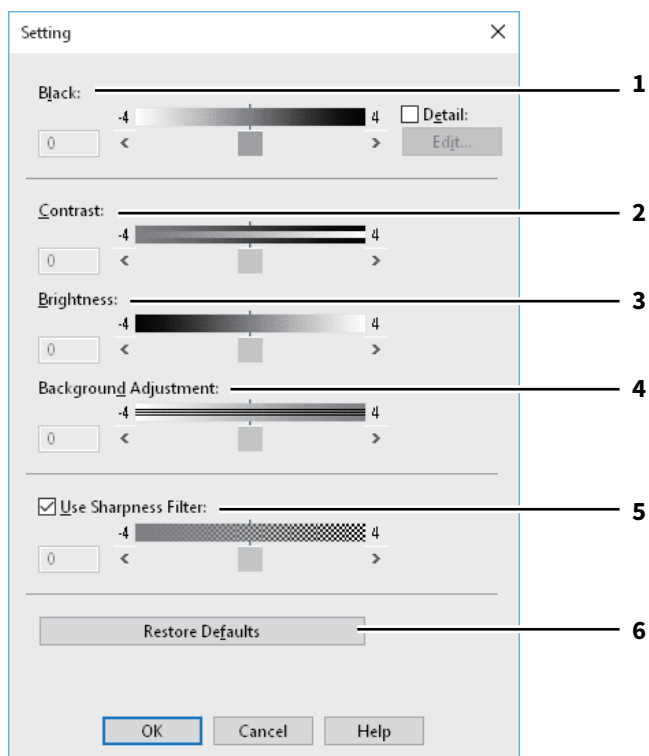 Setting
1
Black:
-4 4 Detail:
0 < > Edit...
2
Contrast:
-4 4
0 < >
3
Brightness:
-4 4
0 < >
4
Background Adjustment:
-4 4
0 < >
5
Use Sharpness Filter:
-4 4
0 < >
6
Restore Defaults
OK Cancel Help